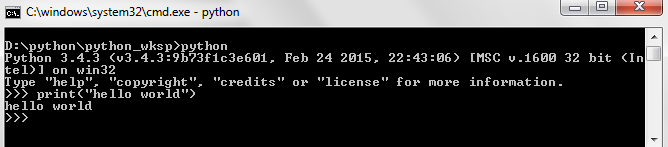 C:\windows\system32\cmd.exe - python
D:\python\python_wksp>python
Python 3.4.3 (v3.4.3:9b73f1c3e601, Feb 24 2015, 22:43:06) [MSC v.1600 32 bit (In
tel)] on win32
Type "help", "copyright", "credits" or "license" for more information.
>>> print("hello world")
hello world
>>>